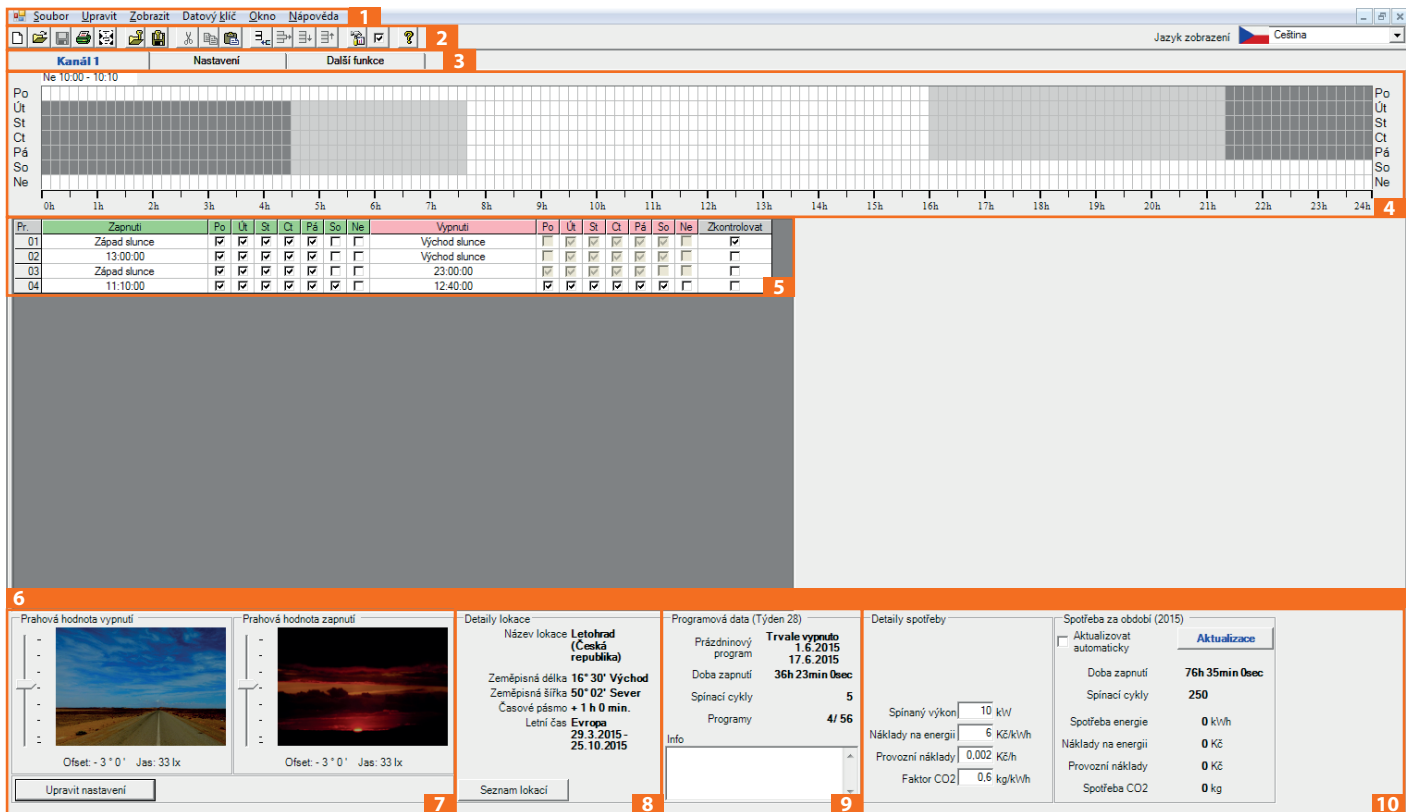 Soubor Upravit Zobrazit Datový klíč Okno Nápověda 1
2 Jazyk zobrazení Čeština
Kanál 1 Nastavení Další funkce 3
Ne 10:00 - 10:10
Po Po
Út Út
St St
Ct Ct
Pá Pá
So So
Ne Ne
0h 1h 2h 3h 4h 5h 6h 7h 8h 9h 10h 11h 12h 13h 14h 15h 16h 17h 18h 19h 20h 21h 22h 23h 24h 4
Pr. Zapnutí Po Út St Ct Pá So Ne Vypnutí Po Út St Ct Pá So Ne Zkontrolovat
01 Západ slunce Východ slunce
02 13:00:00 Východ slunce
03 Západ slunce 23:00:00
04 11:10:00 12:40:00 5
6
Prahová hodnota vypnutí
Ofset: - 3 ° 0 ' Jas: 33 lx
Prahová hodnota zapnutí
Ofset: - 3 ° 0 ' Jas: 33 lx
Upravit nastavení 7
Detaily lokace
Název lokace Letohrad
(Česká
republika)
Zeměpisná délka 16° 30' Východ
Zeměpisná šířka 50° 02' Sever
Časové pásmo + 1 h 0 min.
Letní čas Evropa
29.3.2015 -
25.10.2015
Seznam lokací 8
Programová data (Týden 28)
Prázdninový program Trvale vypnuto
1.6.2015
17.6.2015
Doba zapnutí 36h 23min 0sec
Spínací cykly 5
Programy 4/ 56
Info
9
Detaily spotřeby
Spínaný výkon 10 kW
Náklady na energii 6 Kč/kWh
Provozní náklady 0,002 Kč/h
Faktor CO2 0,6 kg/kWh
Spotřeba za období (2015)
Aktualizovat
automaticky Aktualizace
Doba zapnutí 76h 35min 0sec
Spínací cykly 250
Spotřeba energie 0 kWh
Náklady na energii 0 Kč
Provozní náklady 0 Kč
Spotřeba CO2 0 kg
10